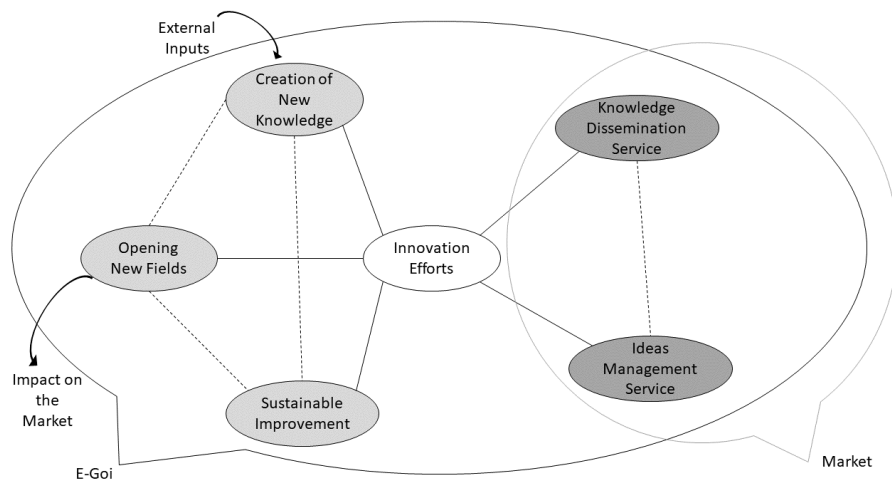 External
Inputs
Creation of
New
Knowledge
Knowledge
Dissemination
Service
Opening
New Fields
Innovation
Efforts
Impact on
the
Market
Sustainable
Improvement
Ideas
Management
Service
E-Goi
Market